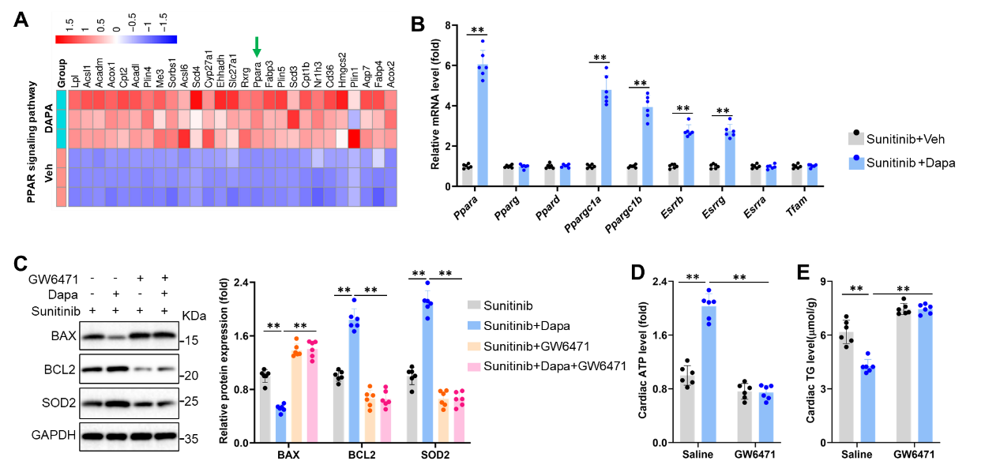 A
1.5 1 0.5 0 −0.5 −1 −1.5
Group
Lpl Acsl1 Acadm Acox1 Cpt2 Acadl Plin4 Me3 Sorbs1 Acsl6 Scd4 Cyp27a1 Ehhadh Slc27a1 Rxrg Ppara Fabp3 Plin5 Scd3 Cpt1b Nr1h3 Cd36 Hmgcs2 Plin1 Aqp7 Fabp4 Acox2
PPAR signaling pathway
DAPA
Veh
B
Relative mRNA level (fold)
8
6
4
2
0
** ** ** ** **
Ppara Pparg Ppard Ppargc1a Ppargc1b Esrrb Esrrg Esrra Tfam
Sunitinib+Veh
Sunitinib+Dapa
C
GW6471 - - + +
Dapa - + - +
Sunitinib + + + +
KDa
BAX -15
BCL2 -20
SOD2 -25
GAPDH -35
Relative protein expression (fold)
2.4
1.6
0.8
0.0
** ** ** ** ** **
BAX BCL2 SOD2
Sunitinib
Sunitinib+Dapa
Sunitinib+GW6471
Sunitinib+Dapa+GW6471
D
Cardiac ATP level (fold)
2.4
1.6
0.8
0.0
** **
Saline GW6471
E
Cardiac TG level(μmol/g)
9
6
3
0
** **
Saline GW6471